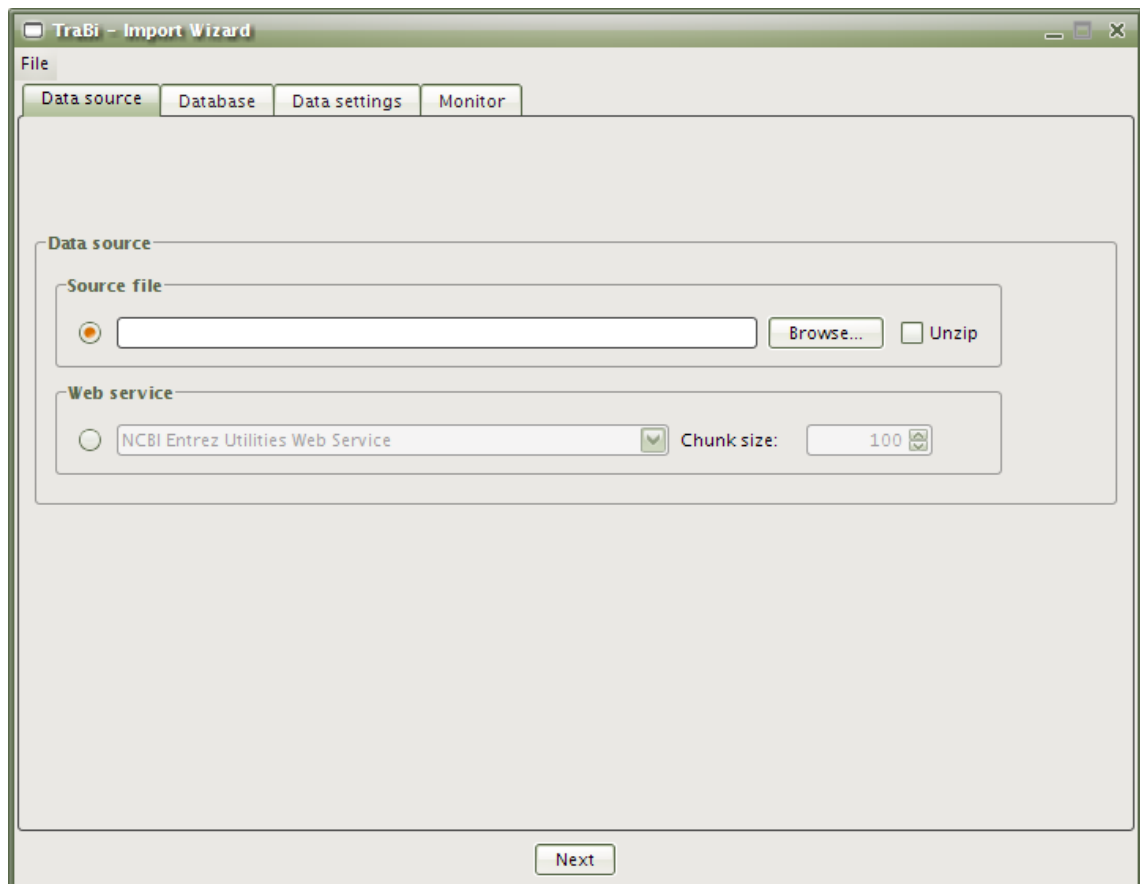 TraBi - Import Wizard
File
Data source Database Data settings Monitor
Data source
Source file
Browse... Unzip
Web service
NCBI Entrez Utilities Web Service Chunk size: 100
Next